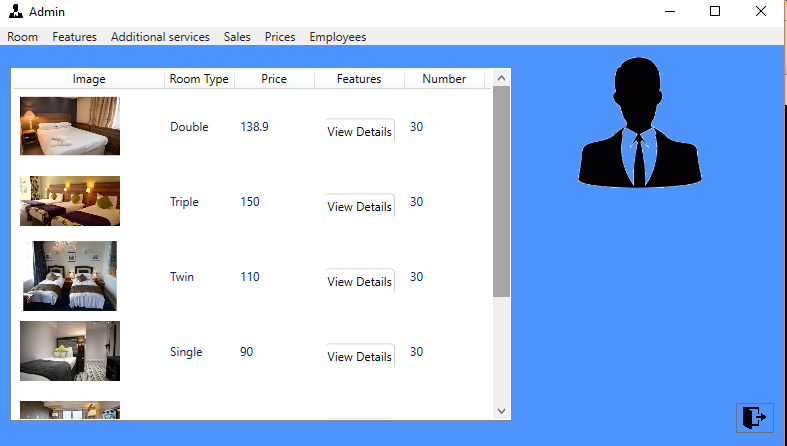 Admin
Room Features Additional services Sales Prices Employees
Image Room Type Price Features Number
Double 138.9 View Details 30
Triple 150 View Details 30
Twin 110 View Details 30
Single 90 View Details 30